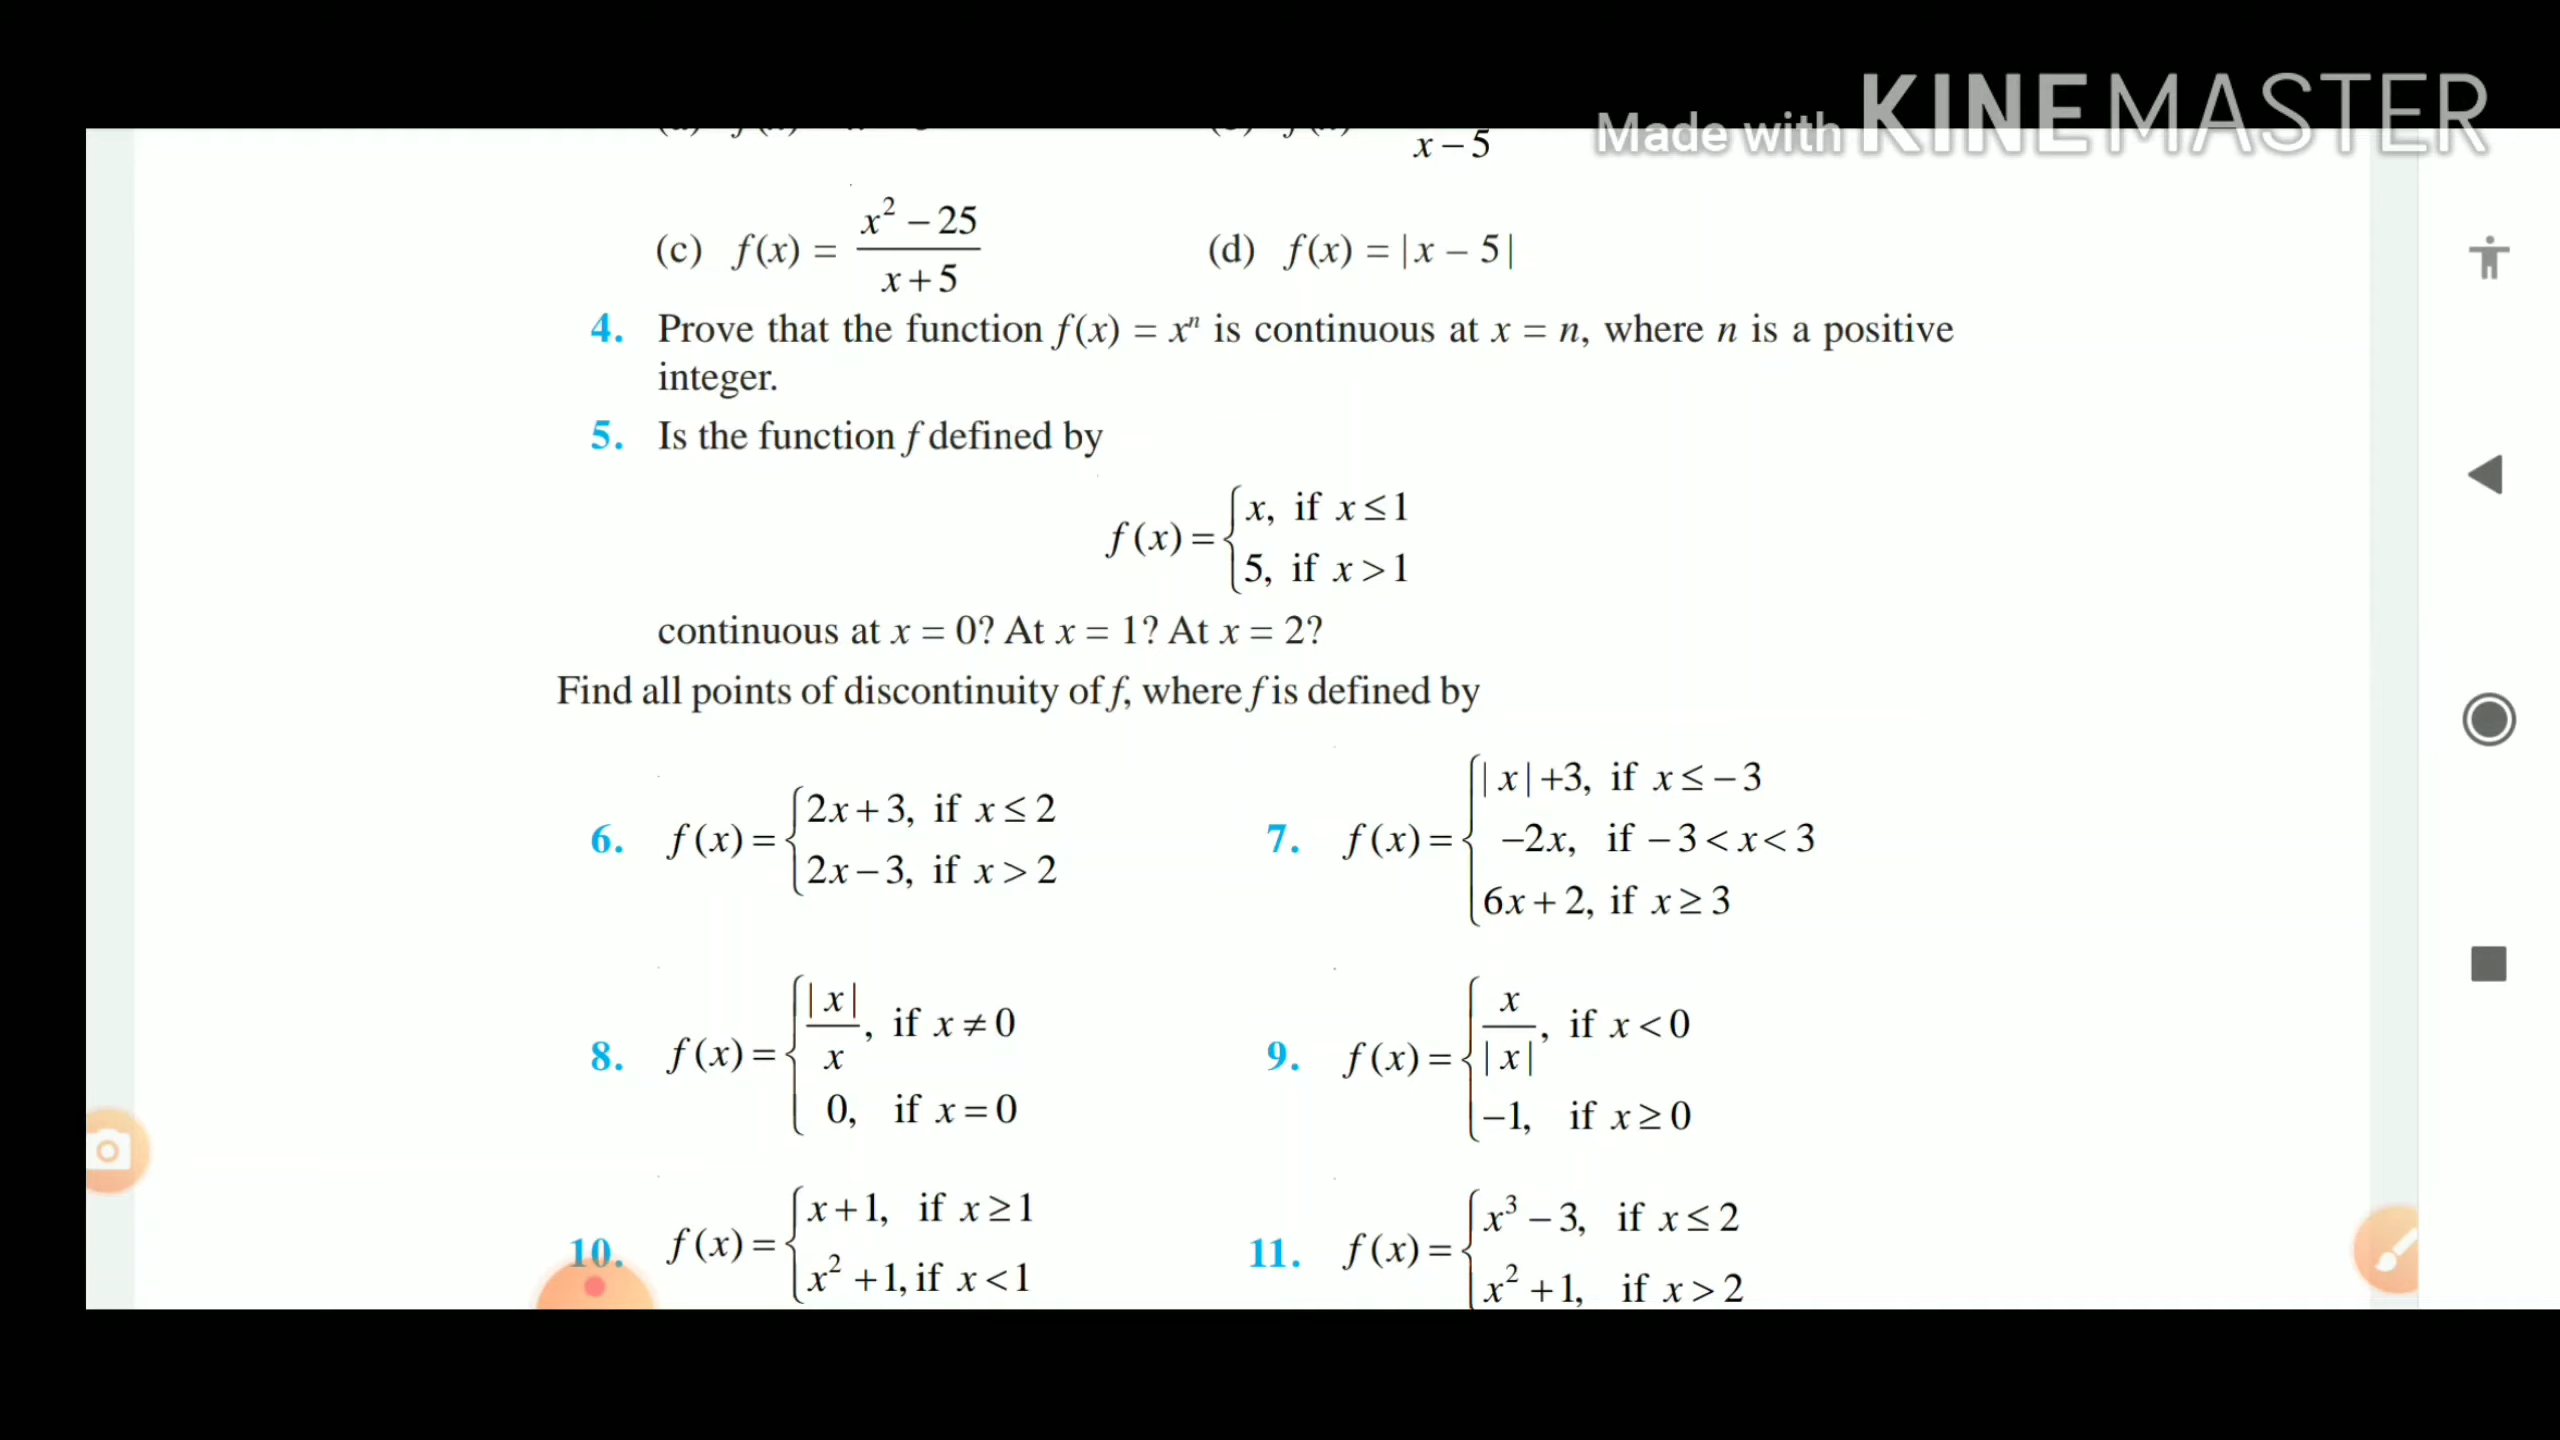 Made with KINEMASTER
x – 5
(c) f(x) = x² – 25 / x + 5 (d) f(x) = | x – 5 |
4. Prove that the function f(x) = xⁿ is continuous at x = n, where n is a positive
integer.
5. Is the function f defined by
f(x) = { x, if x ≤ 1
5, if x > 1
continuous at x = 0? At x = 1? At x = 2?
Find all points of discontinuity of f, where f is defined by
6. f(x) = { 2x + 3, if x ≤ 2
2x – 3, if x > 2
7. f(x) = { | x | +3, if x ≤ – 3
–2x, if – 3 < x < 3
6x + 2, if x ≥ 3
8. f(x) = { | x | / x, if x ≠ 0
0, if x = 0
9. f(x) = { x / | x |, if x < 0
–1, if x ≥ 0
10. f(x) = { x + 1, if x ≥ 1
x² + 1, if x < 1
11. f(x) = { x³ – 3, if x ≤ 2
x² + 1, if x > 2